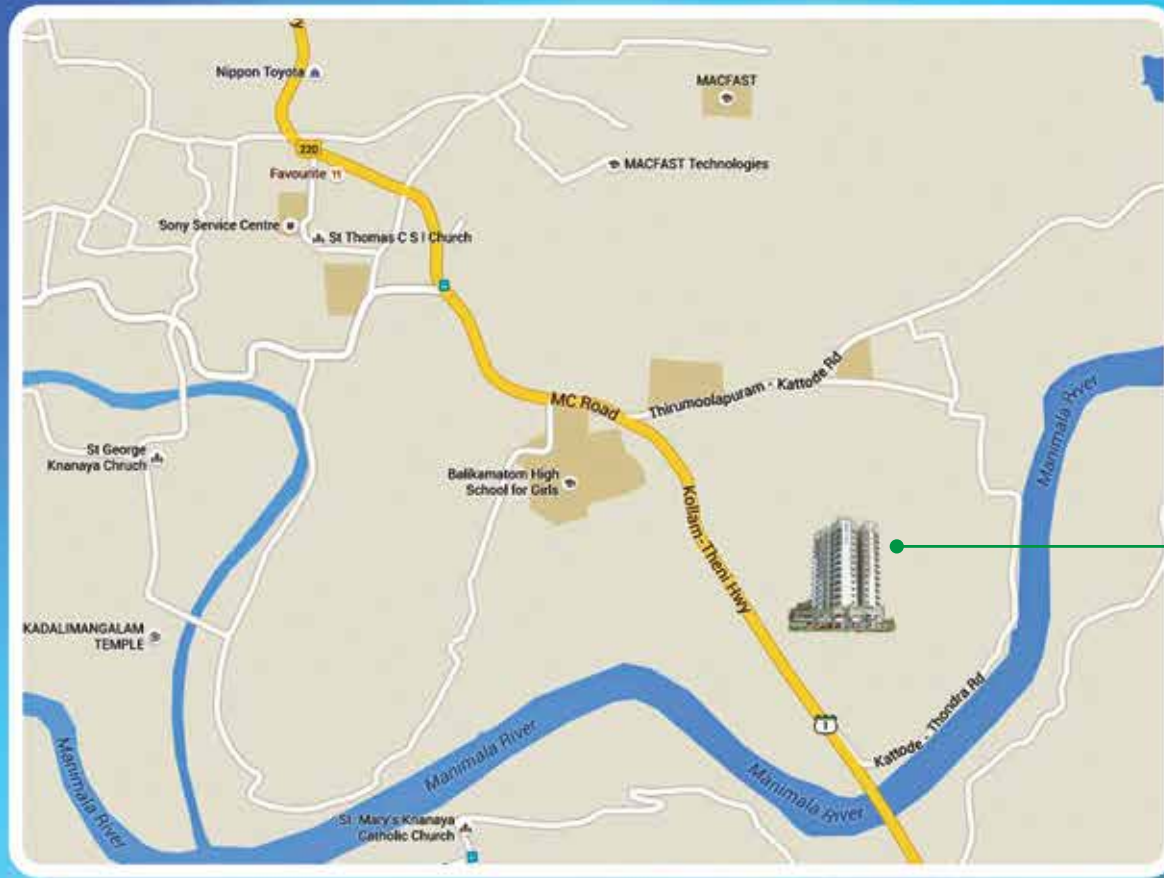 y
Nippon Toyota
MACFAST
220
MACFAST Technologies
Favourite
Sony Service Centre
St Thomas C S I Church
MC Road
Thirumoolapuram - Kattode Rd
Manimala River
St George
Knanaya Chruch
Balikamatom High
School for Girls
Kollam-Theni Hwy
KADALIMANGALAM
TEMPLE
1
Kattode - Thondra Rd
Manimala River
Manimala River
Manimala River
St. Mary's Knanaya
Catholic Church